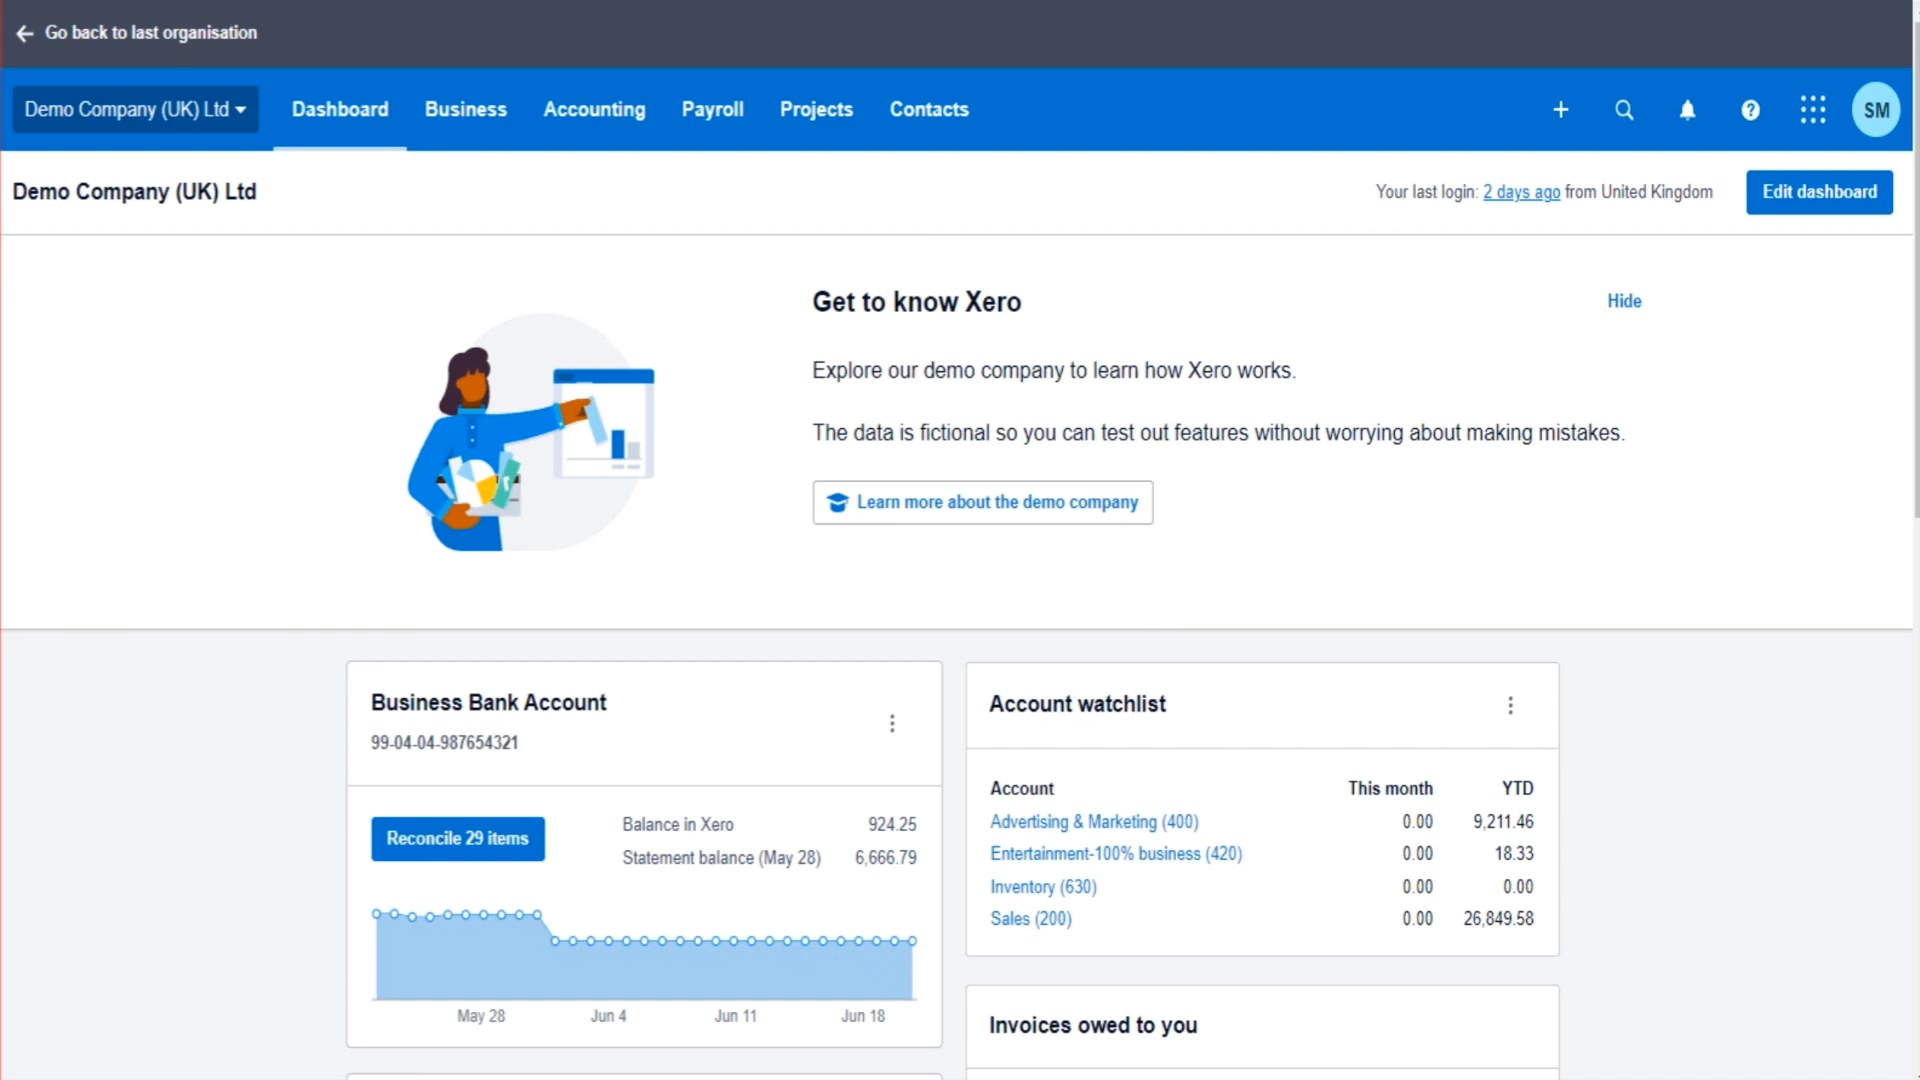 Go back to last organisation
Demo Company (UK) Ltd
Dashboard
Business
Accounting
Payroll
Projects
Contacts
SM
Demo Company (UK) Ltd
Your last login: 2 days ago from United Kingdom
Edit dashboard
Get to know Xero
Hide
Explore our demo company to learn how Xero works.
The data is fictional so you can test out features without worrying about making mistakes.
Learn more about the demo company
Business Bank Account
99-04-04-987654321
Reconcile 29 items
Balance in Xero 924.25
Statement balance (May 28) 6,666.79
May 28 Jun 4 Jun 11 Jun 18
Account watchlist
Account This month YTD
Advertising & Marketing (400) 0.00 9,211.46
Entertainment-100% business (420) 0.00 18.33
Inventory (630) 0.00 0.00
Sales (200) 0.00 26,849.58
Invoices owed to you